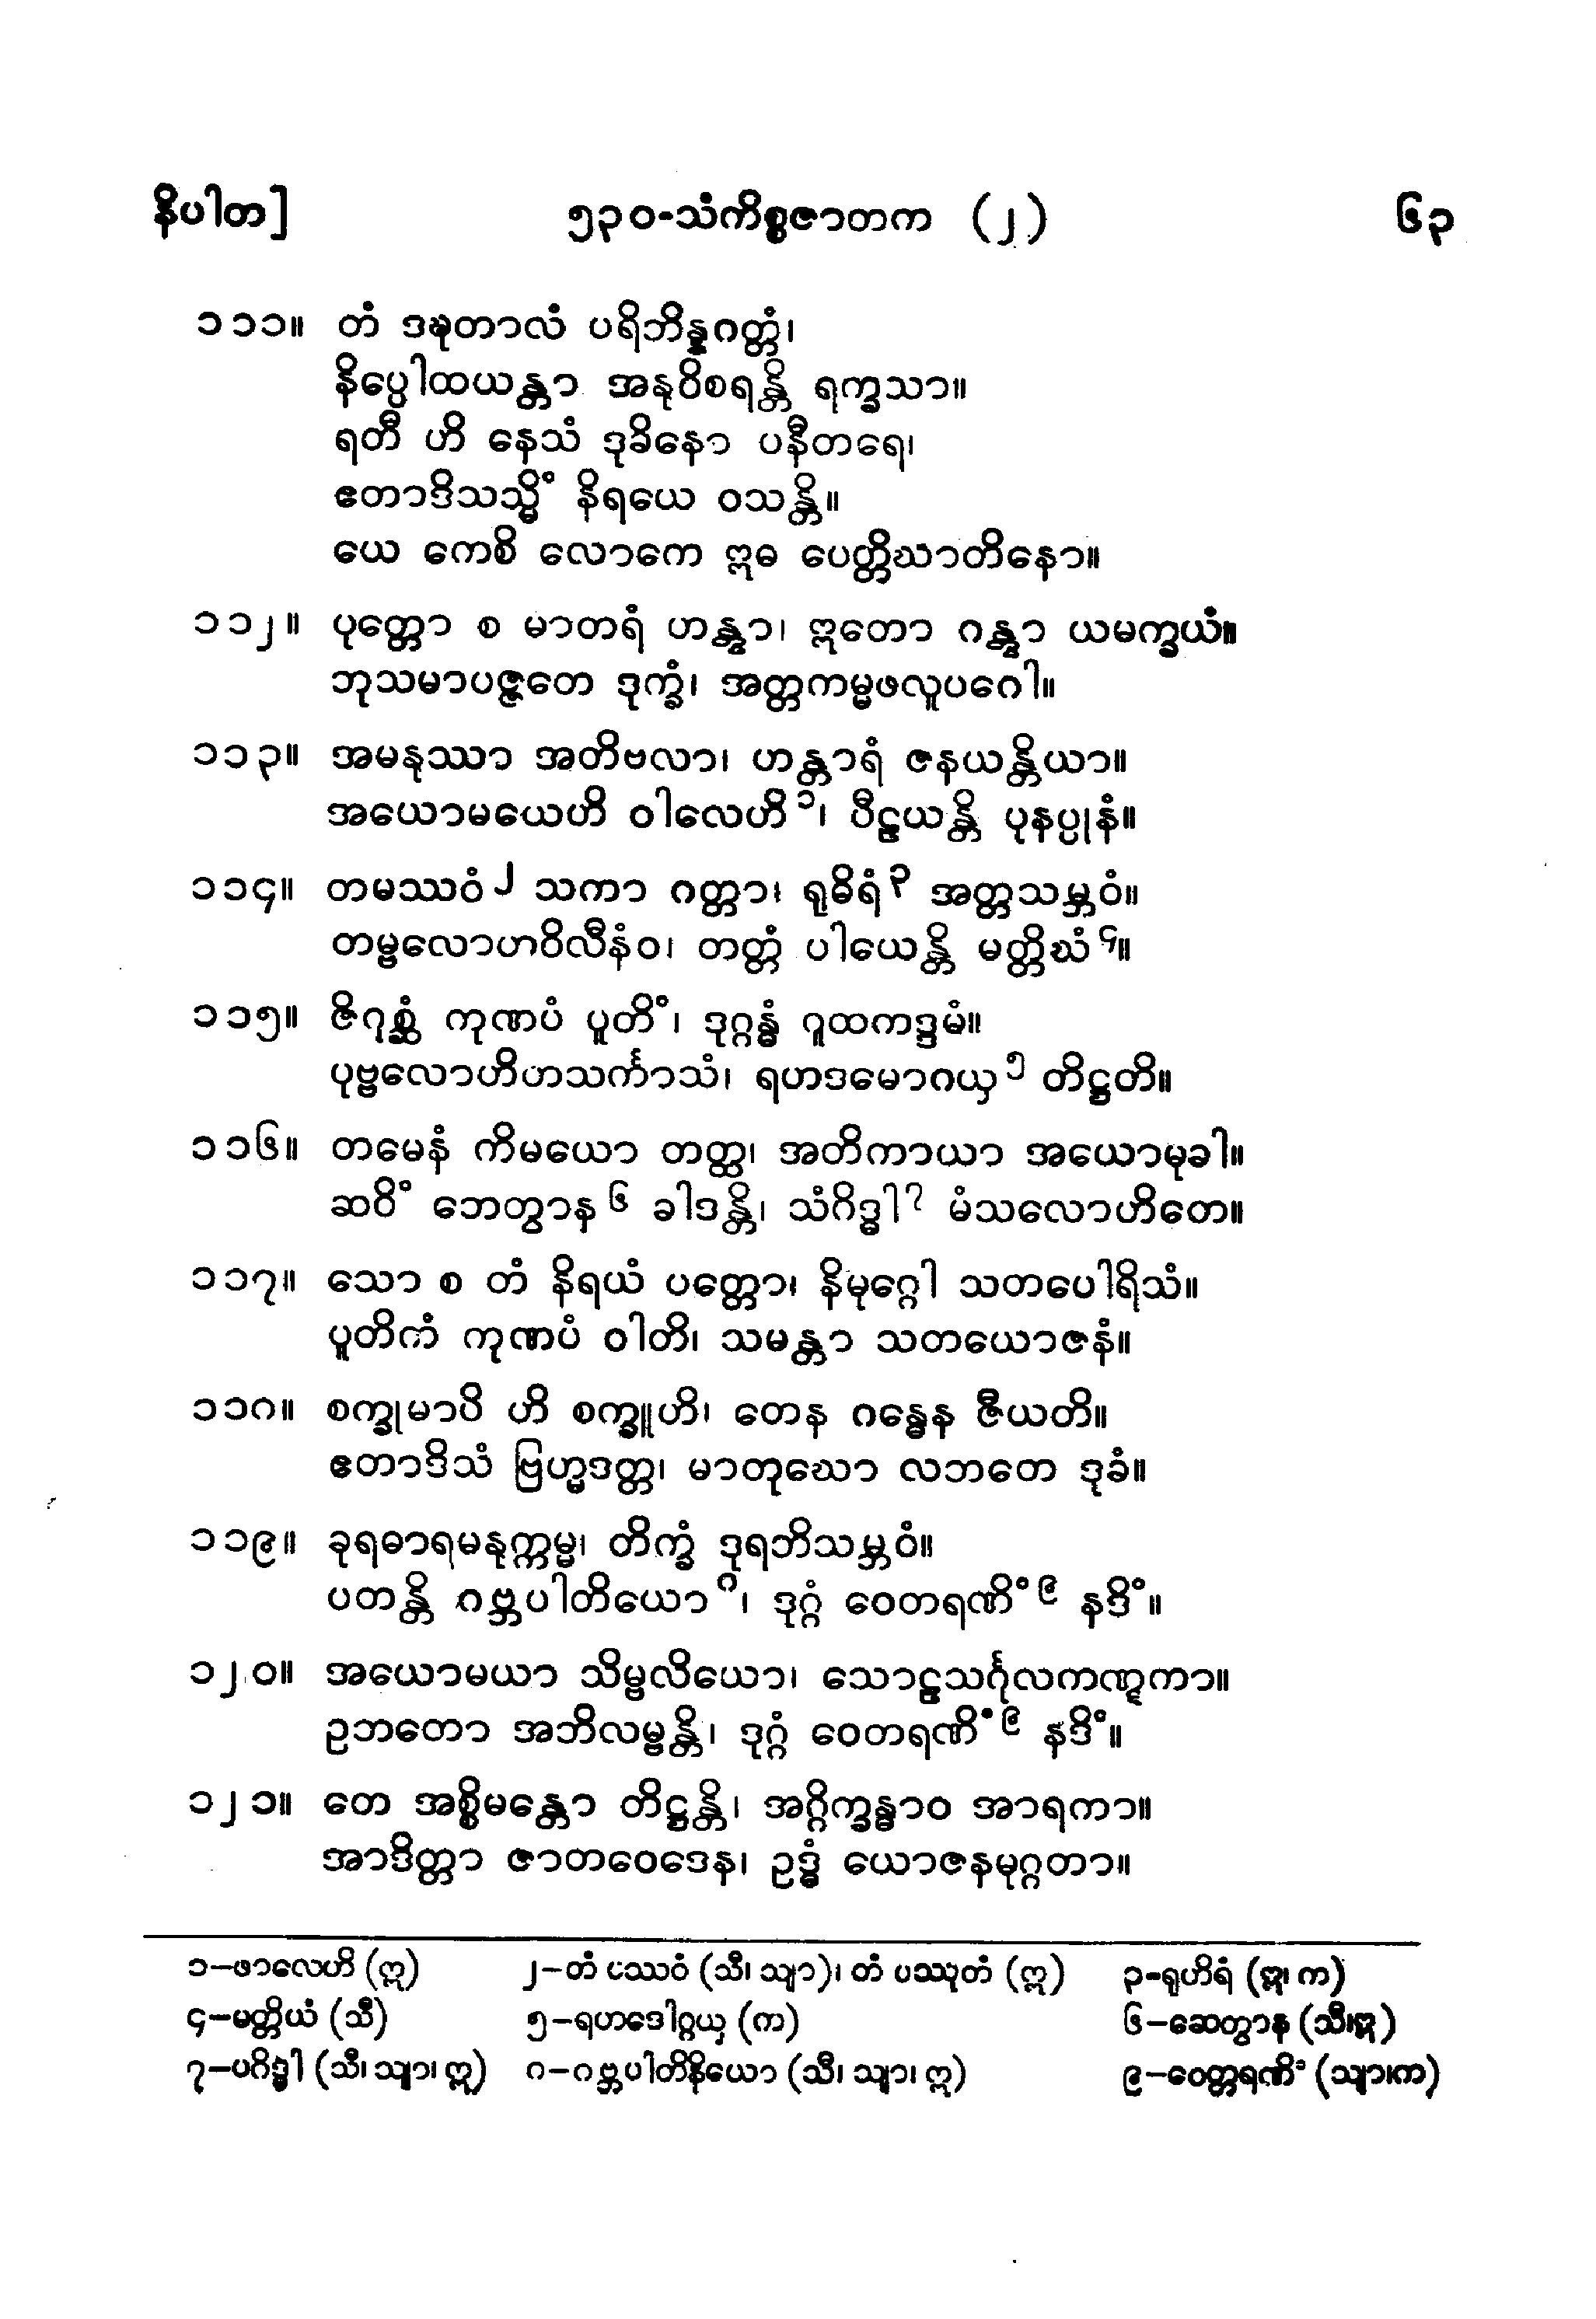 နိပါတ]	၅၃၀-သံကိစ္စဇာတက (၂)	၆၃
၁၁၁။ တံ ဒဍ္ဎတာလံ ပရိဘိန္နဂတ္တံ၊
နိပ္ပေါထယန္တာ အနုဝိစရန္တိ ရက္ခသာ။
ရတီ ဟိ နေသံ ဒုခိနော ပနီတရေ၊
ဧတာဒိသသ္မိံ နိရယေ ဝသန္တိ။
ယေ ကေစိ လောကေ ဣဓ ပေတ္တိဃာတိနော။
၁၁၂။ ပုတ္တော စ မာတရံ ဟန္တွာ၊ ဣတော ဂန္တွာ ယမက္ခယံ။
ဘုသမာပဇ္ဇတေ ဒုက္ခံ၊ အတ္တကမ္မဖလူပဂေါ။
၁၁၃။ အမနုဿာ အတိဗလာ၊ ဟန္တာရံ ဇနယန္တိယာ။
အယောမယေဟိ ဝါလေဟိ ၁၊ ပီဠယန္တိ ပုနပ္ပုနံ။
၁၁၄။ တမဿဝံ ၂ သကာ ဂတ္တာ၊ ရုဓိရံ ၃ အတ္တသမ္ဘဝံ။
တမ္ဗလောဟဝိလီနံဝ၊ တတ္တံ ပါယေန္တိ မတ္တိဃံ ၄။
၁၁၅။ ဇိဂုစ္ဆံ ကုဏပံ ပူတိံ၊ ဒုဂ္ဂန္ဓံ ဂူထကဒ္ဒမံ။
ပုဗ္ဗလောဟိတသင်္ကာသံ၊ ရဟဒမောဂယှ ၅ တိဋ္ဌတိ။
၁၁၆။ တမေနံ ကိမယော တတ္ထ၊ အတိကာယာ အယောမုခါ။
ဆဝိံ ဘေတွာန ၆ ခါဒန္တိ၊ သံဂိဒ္ဓါ ၇ မံသလောဟိတေ။
၁၁၇။ သော စ တံ နိရယံ ပတ္တော၊ နိမုဂ္ဂေါ သတပေါရိသံ။
ပူတိကံ ကုဏပံ ဝါတိ၊ သမန္တာ သတယောဇနံ။
၁၁၈။ စက္ခုမာပိ ဟိ စက္ခူဟိ၊ တေန ဂန္ဓေန ဇီယတိ။
ဧတာဒိသံ ဗြဟ္မဒတ္တ၊ မာတုဃော လဘတေ ဒုခံ။
၁၁၉။ ခုရဓာရမနုက္ကမ္မ၊ တိက္ခံ ဒုရဘိသမ္ဘဝံ။
ပတန္တိ ဂဗ္ဘပါတိယော ၈၊ ဒုဂ္ဂံ ဝေတရဏိံ ၉ နဒိံ။
၁၂၀။ အယောမယာ သိမ္ဗလိယော၊ သောဠသင်္ဂုလကဏ္ဋကာ။
ဥဘတော အဘိလမ္ဗန္တိ၊ ဒုဂ္ဂံ ဝေတရဏိံ ၉ နဒိံ။
၁၂၁။ တေ အစ္စိမန္တော တိဋ္ဌန္တိ၊ အဂ္ဂိက္ခန္ဓာဝ အာရကာ။
အာဒိတ္တာ ဇာတဝေဒေန၊ ဥဒ္ဓံ ယောဇနမုဂ္ဂတာ။
၁–ဖာလေဟိ (ဣ)	၂–တံ ပဿဝံ (သီ၊ သျာ)၊ တံ ပဿုတံ (ဣ)	၃–ရုဟိရံ (ဣ၊ က)
၄–မတ္တိယံ (သီ)	၅–ရဟဒေါဂ္ဂယှ (က)	၆–ဆေတွာန (သီ၊ဣ)
၇–ပဂိဒ္ဓါ (သီ၊ သျာ၊ ဣ)	၈–ဂဗ္ဘပါတိနိယော (သီ၊ သျာ၊ ဣ)	၉–ဝေတ္တရဏိံ (သျာ၊က)